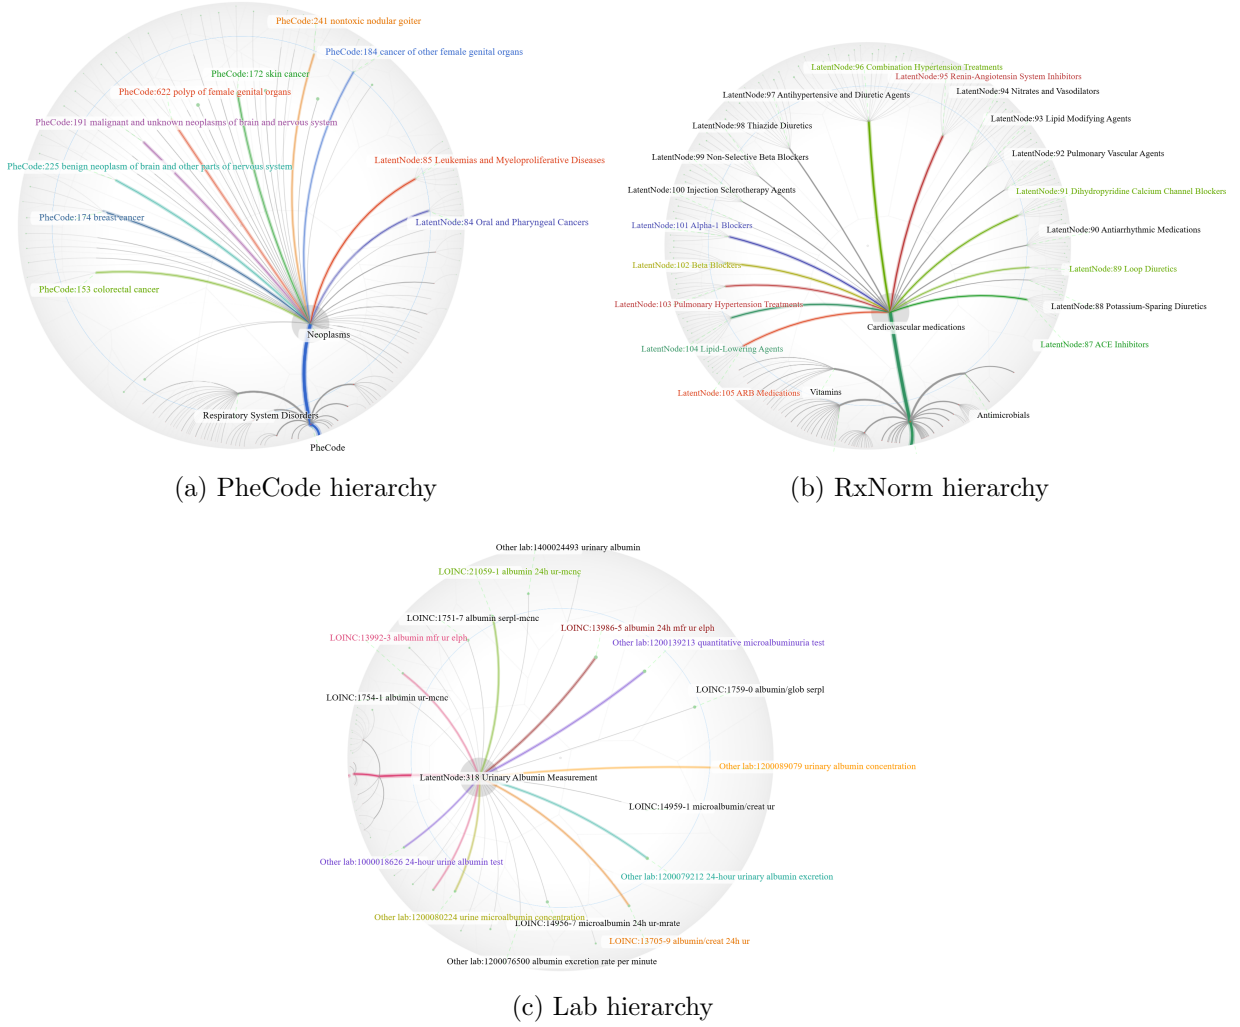 PheCode:241 nontoxic nodular goiter
PheCode:184 cancer of other female genital organs
PheCode:172 skin cancer
PheCode:622 polyp of female genital organs
PheCode:191 malignant and unknown neoplasms of brain and nervous system
LatentNode:85 Leukemias and Myeloproliferative Diseases
PheCode:225 benign neoplasm of brain and other parts of nervous system
PheCode:174 breast cancer
LatentNode:84 Oral and Pharyngeal Cancers
PheCode:153 colorectal cancer
Neoplasms
Respiratory System Disorders
PheCode
(a) PheCode hierarchy
LatentNode:96 Combination Hypertension Treatments
LatentNode:95 Renin-Angiotensin System Inhibitors
LatentNode:97 Antihypertensive and Diuretic Agents
LatentNode:94 Nitrates and Vasodilators
LatentNode:98 Thiazide Diuretics
LatentNode:93 Lipid Modifying Agents
LatentNode:99 Non-Selective Beta Blockers
LatentNode:92 Pulmonary Vascular Agents
LatentNode:100 Injection Sclerotherapy Agents
LatentNode:91 Dihydropyridine Calcium Channel Blockers
LatentNode:101 Alpha-1 Blockers
LatentNode:90 Antiarrhythmic Medications
LatentNode:102 Beta Blockers
LatentNode:89 Loop Diuretics
LatentNode:103 Pulmonary Hypertension Treatments
LatentNode:88 Potassium-Sparing Diuretics
Cardiovascular medications
LatentNode:104 Lipid-Lowering Agents
LatentNode:87 ACE Inhibitors
LatentNode:105 ARB Medications
Vitamins
Antimicrobials
(b) RxNorm hierarchy
Other lab:1400024493 urinary albumin
LOINC:21059-1 albumin 24h ur-mcnc
LOINC:1751-7 albumin serpl-mcnc
LOINC:13986-5 albumin 24h mfr ur elph
LOINC:13992-3 albumin mfr ur elph
Other lab:1200139213 quantitative microalbuminuria test
LOINC:1759-0 albumin/glob serpl
LOINC:1754-1 albumin ur-mcnc
Other lab:1200089079 urinary albumin concentration
LatentNode:318 Urinary Albumin Measurement
LOINC:14959-1 microalbumin/creat ur
Other lab:1000018626 24-hour urine albumin test
Other lab:1200079212 24-hour urinary albumin excretion
Other lab:1200080224 urine microalbumin concentration
LOINC:14956-7 microalbumin 24h ur-mrate
LOINC:13705-9 albumin/creat 24h ur
Other lab:1200076500 albumin excretion rate per minute
(c) Lab hierarchy